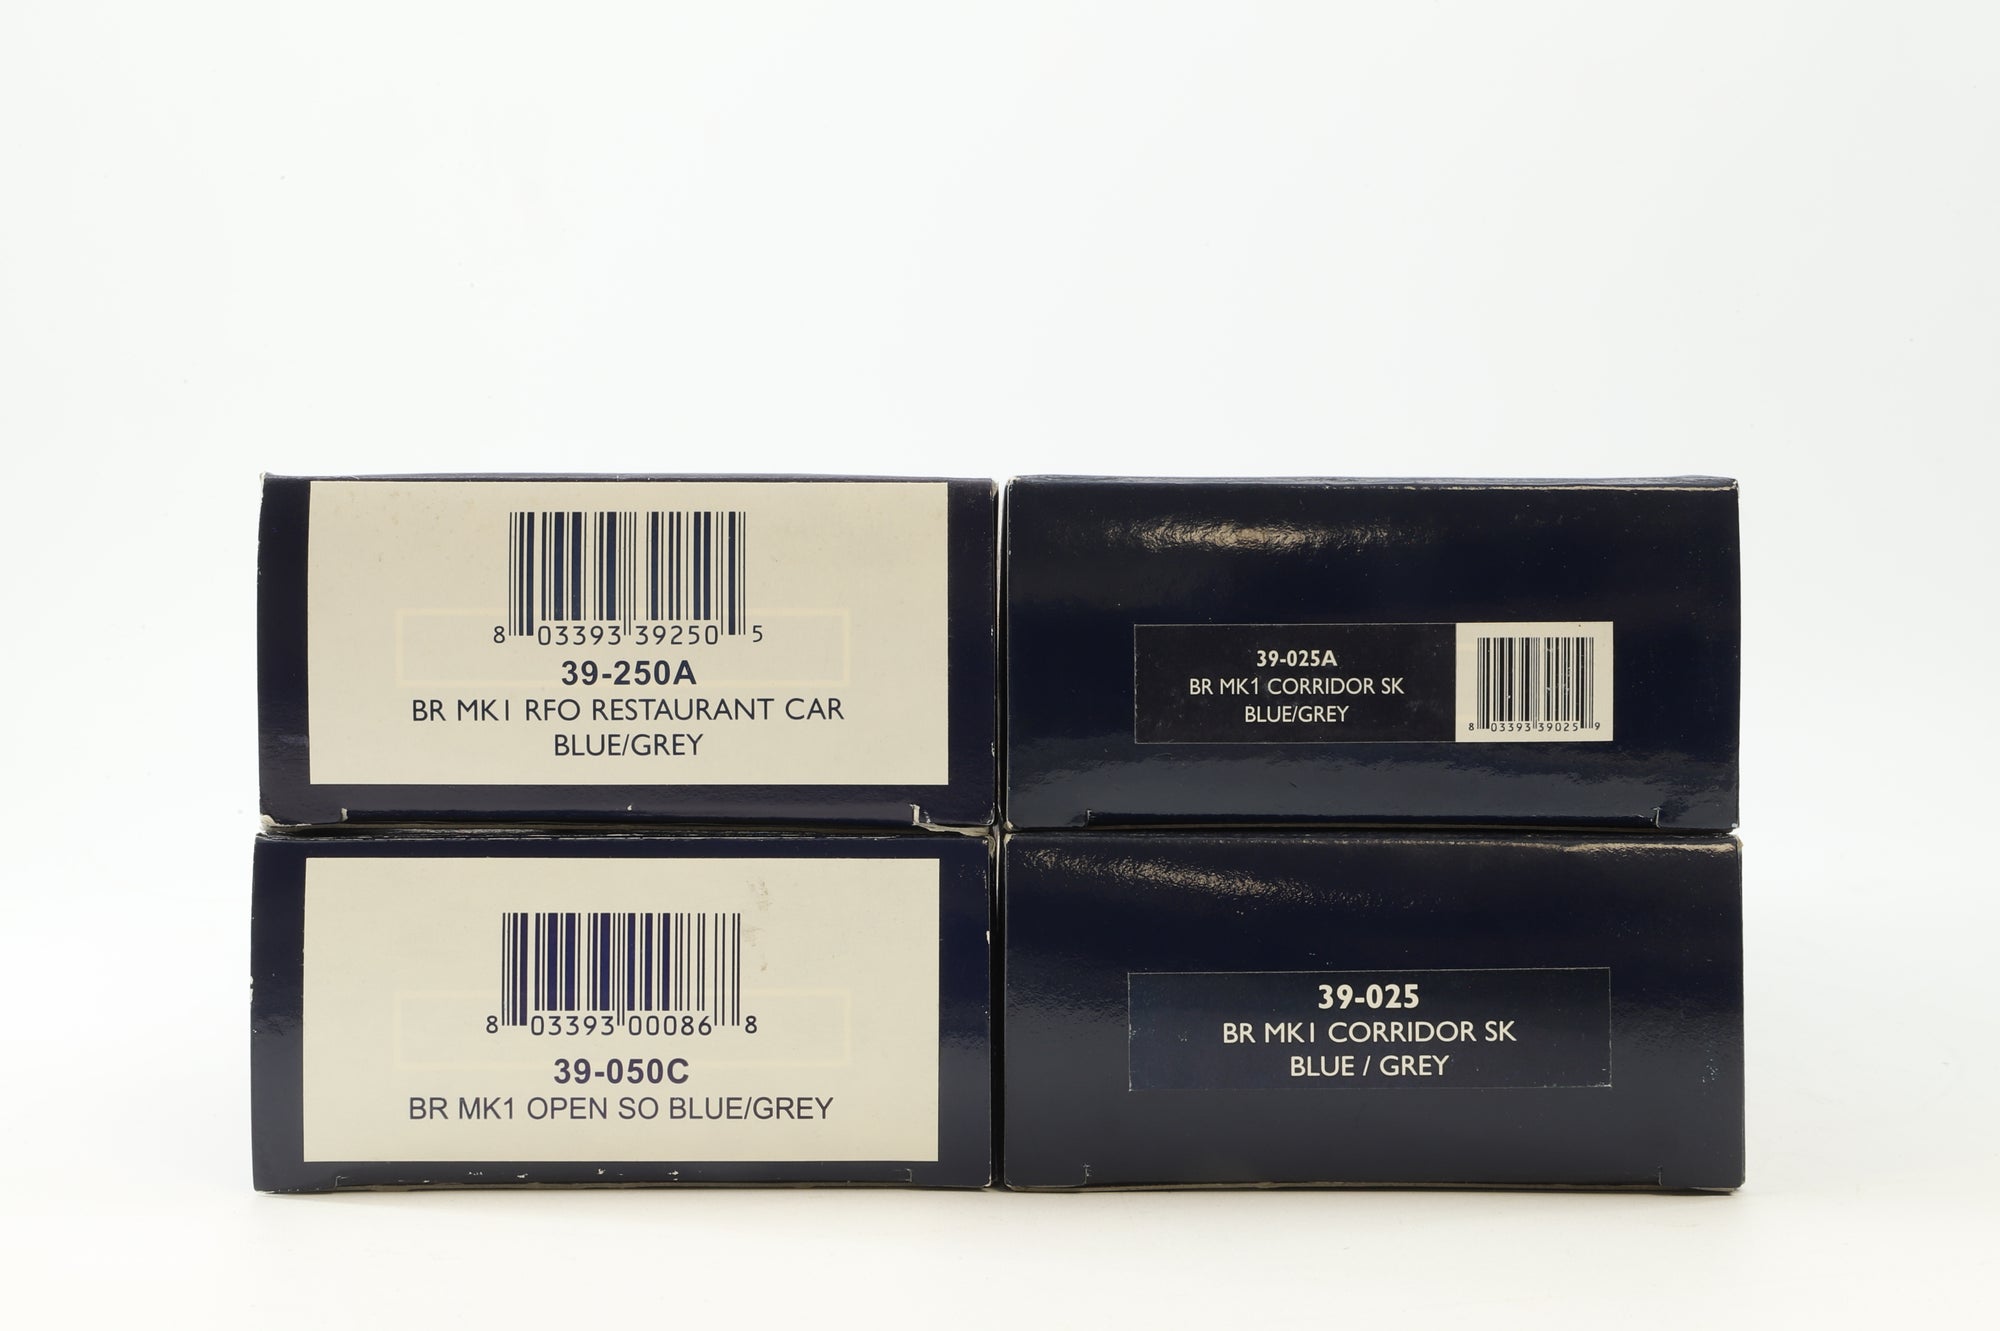 8 03393 39250 5
39-250A
BR MK1 RFO RESTAURANT CAR
BLUE/GREY
39-025A
BR MK1 CORRIDOR SK
BLUE/GREY
8 03393 39025 9
8 03393 00086 8
39-050C
BR MK1 OPEN SO BLUE/GREY
39-025
BR MK1 CORRIDOR SK
BLUE / GREY